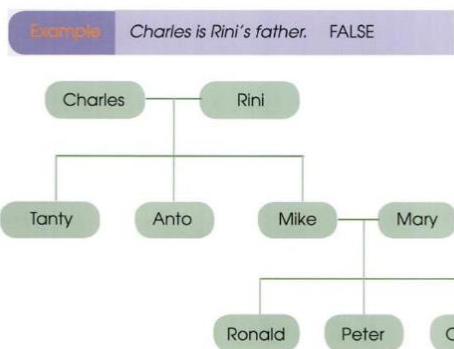 Example Charles is Rini's father. FALSE
Charles Rini
Tanty Anto Mike Mary
Ronald Peter